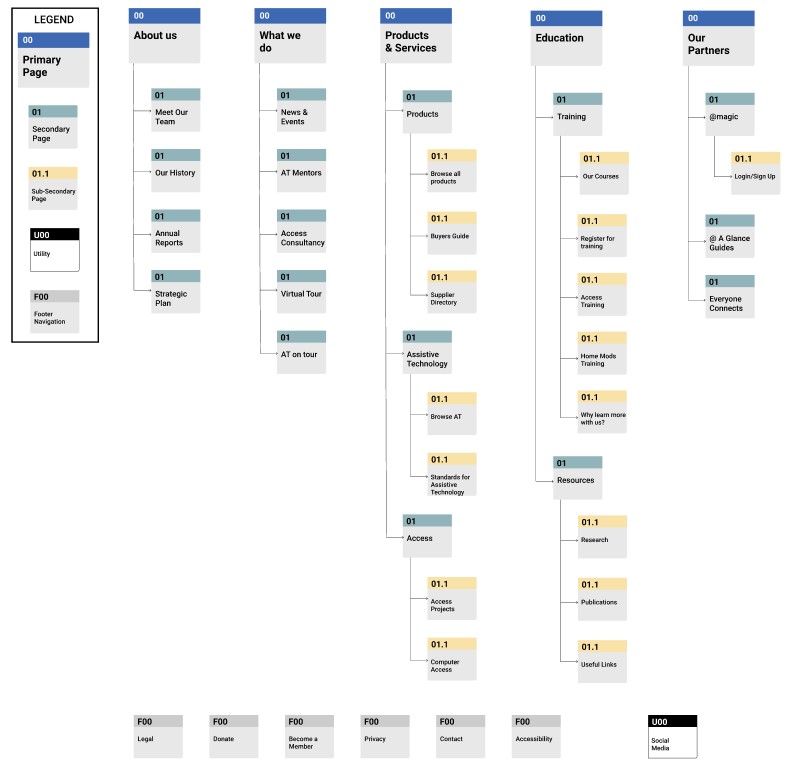 LEGEND
00
Primary
Page
01
Secondary
Page
01.1
Sub-Secondary
Page
U00
Utility
F00
Footer
Navigation
00
About us
01
Meet Our
Team
01
Our History
01
Annual
Reports
01
Strategic
Plan
00
What we
do
01
News &
Events
01
AT Mentors
01
Access
Consultancy
01
Virtual Tour
01
AT on tour
00
Products
& Services
01
Products
01.1
Browse all
products
01.1
Buyers Guide
01.1
Supplier
Directory
01
Assistive
Technology
01.1
Browse AT
01.1
Standards for
Assistive
Technology
01
Access
01.1
Access
Projects
01.1
Computer
Access
00
Education
01
Training
01.1
Our Courses
01.1
Register for
training
01.1
Access
Training
01.1
Home Mods
Training
01.1
Why learn more
with us?
01
Resources
01.1
Research
01.1
Publications
01.1
Useful Links
00
Our
Partners
01
@magic
01.1
Login/Sign Up
01
@ A Glance
Guides
01
Everyone
Connects
F00
Legal
F00
Donate
F00
Become a
Member
F00
Privacy
F00
Contact
F00
Accessibility
U00
Social
Media